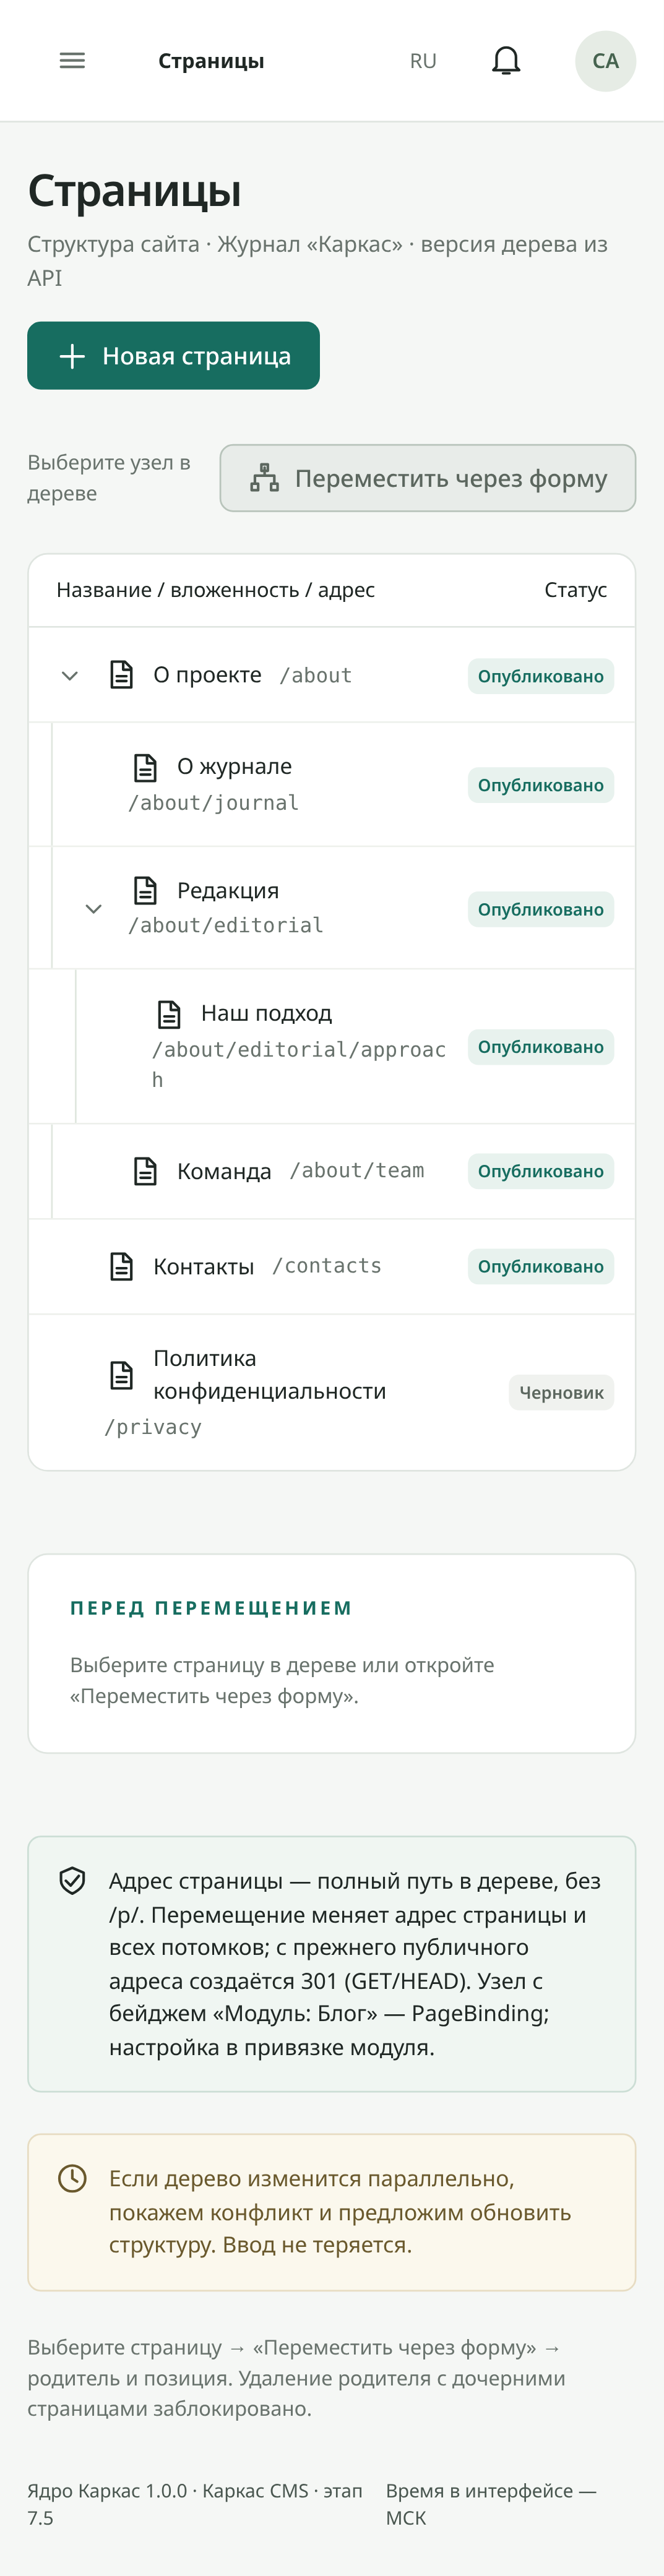 Страницы
RU
CA
Страницы
Структура сайта · Журнал «Каркас» · версия дерева из
API
Новая страница
Выберите узел в
дереве
Переместить через форму
Название / вложенность / адрес
Статус
О проекте /about
Опубликовано
О журнале
/about/journal
Опубликовано
Редакция
/about/editorial
Опубликовано
Наш подход
/about/editorial/approac
h
Опубликовано
Команда /about/team
Опубликовано
Контакты /contacts
Опубликовано
Политика
конфиденциальности
/privacy
Черновик
ПЕРЕД ПЕРЕМЕЩЕНИЕМ
Выберите страницу в дереве или откройте
«Переместить через форму».
Адрес страницы — полный путь в дереве, без
/p/. Перемещение меняет адрес страницы и
всех потомков; с прежнего публичного
адреса создаётся 301 (GET/HEAD). Узел с
бейджем «Модуль: Блог» — PageBinding;
настройка в привязке модуля.
Если дерево изменится параллельно,
покажем конфликт и предложим обновить
структуру. Ввод не теряется.
Выберите страницу → «Переместить через форму» →
родитель и позиция. Удаление родителя с дочерними
страницами заблокировано.
Ядро Каркас 1.0.0 · Каркас CMS · этап
7.5
Время в интерфейсе —
МСК